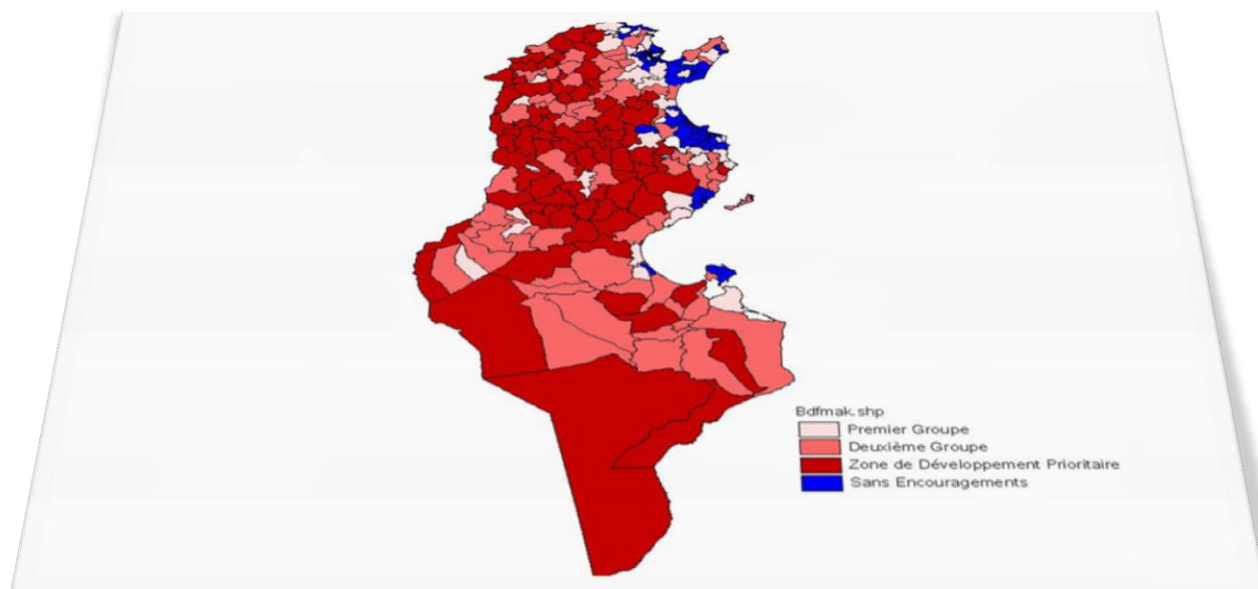 Bdfmak.shp
Premier Groupe
Deuxième Groupe
Zone de Développement Prioritaire
Sans Encouragements